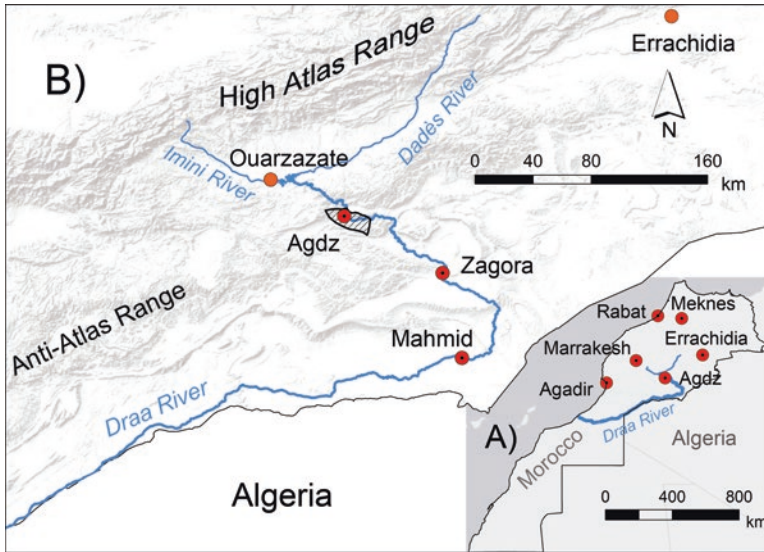 B)
High Atlas Range
Errachidia
N
Dadès River
Imini River
Ouarzazate
0 40 80 160
km
Agdz
Zagora
Anti-Atlas Range
Mahmid
Draa River
Algeria
Rabat
Meknes
Errachidia
Marrakesh
Agadir
Agdz
Draa River
A)
Morocco
Algeria
0 200 400 800
km